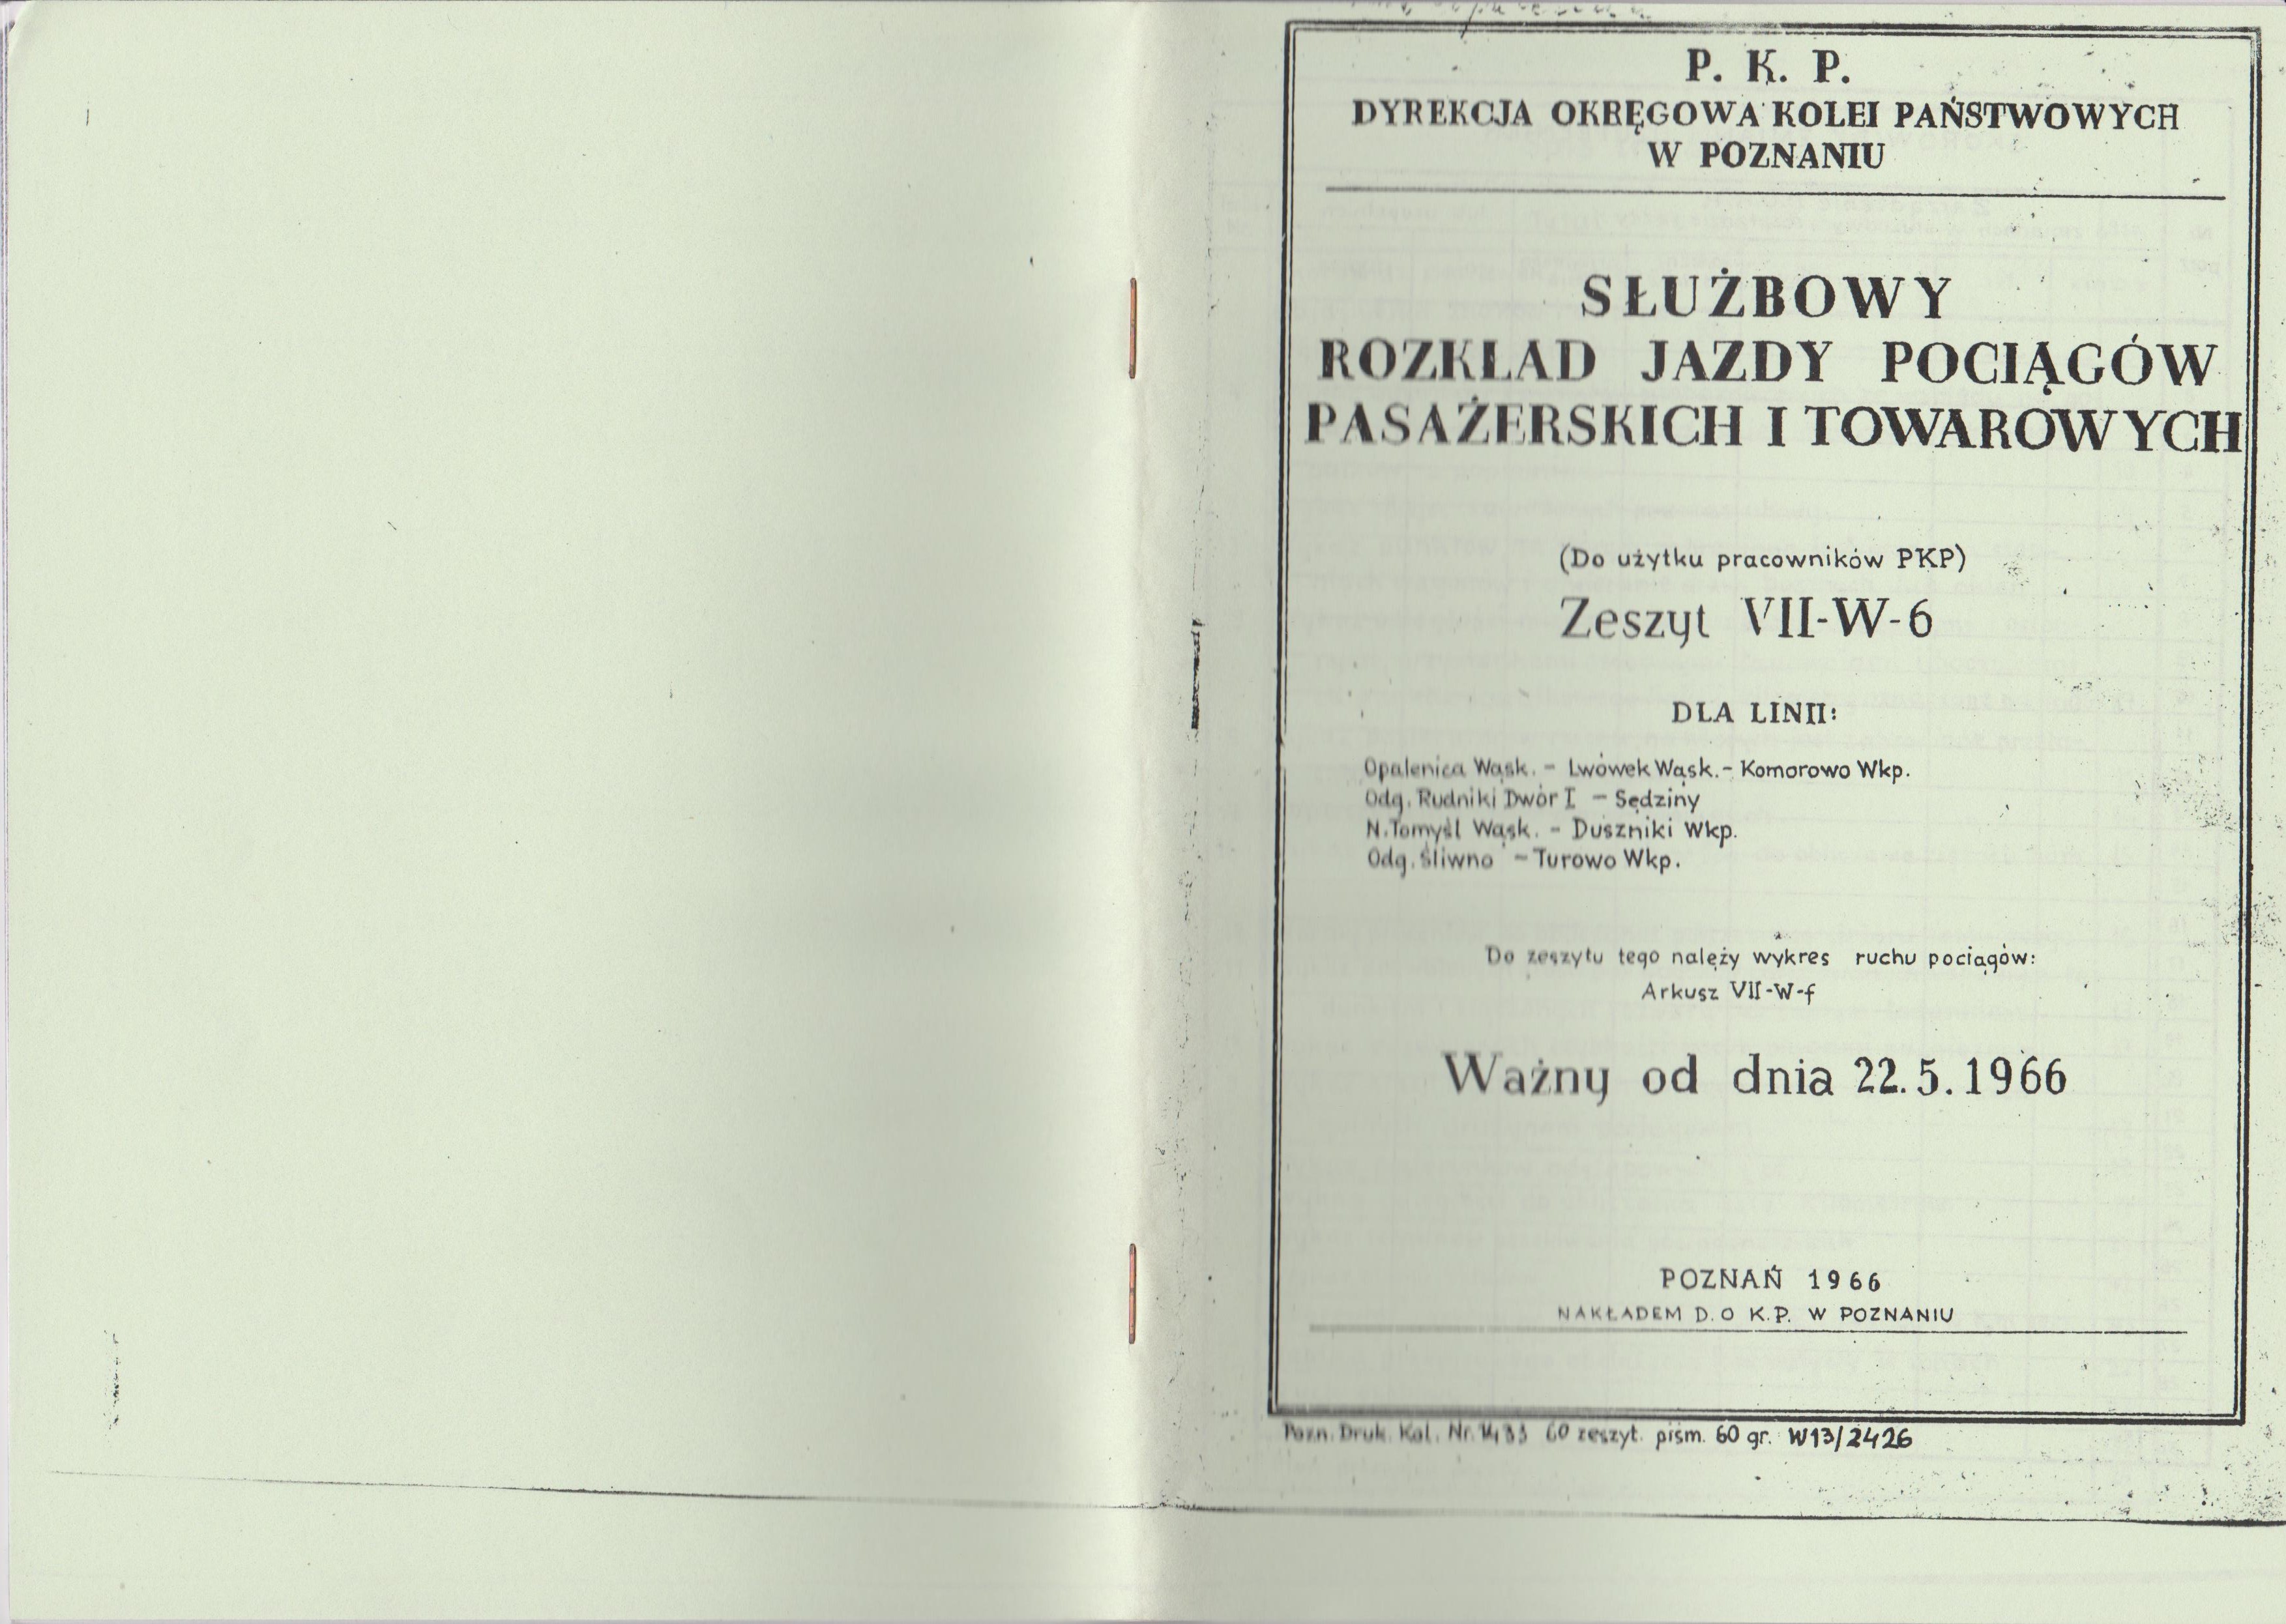 P. K. P.
DYREKCJA OKRĘGOWA KOLEI PAŃSTWOWYCH
W POZNANIU
SŁUŻBOWY
ROZKŁAD JAZDY POCIĄGÓW
PASAŻERSKICH I TOWAROWYCH
(Do użytku pracowników PKP)
Zeszyt VII-W-6
DLA LINII:
Opalenica Wąsk. - Lwówek Wąsk. - Komorowo Wkp.
Odg. Rudniki Dwór I - Sędziny
N. Tomyśl Wąsk. - Duszniki Wkp.
Odg. Śliwno - Turowo Wkp.
Do zeszytu tego należy wykres ruchu pociągów:
Arkusz VII-W-f
Ważny od dnia 22.5.1966
POZNAŃ 1966
NAKŁADEM D.O K.P. W POZNANIU
Pozn. Druk. Kol. Nr. 60 zeszyt. piśm. 60 gr. W13/2426